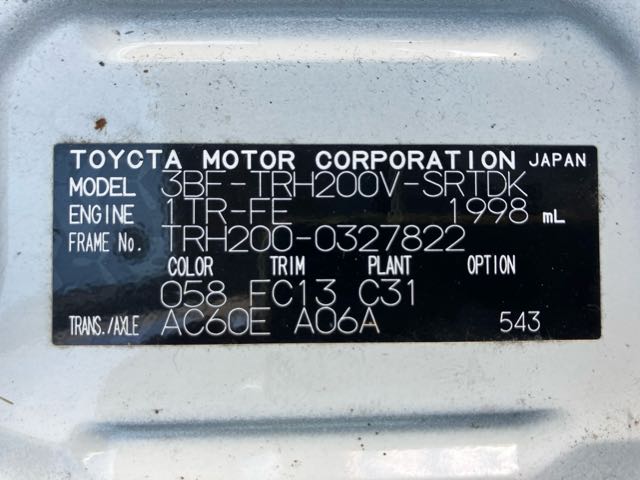 TOYOTA MOTOR CORPORATION JAPAN
MODEL 3BF-TRH200V-SRTDK
ENGINE 1TR-FE 1998 mL
FRAME No. TRH200-0327822
COLOR TRIM PLANT OPTION
058 FC13 C31
TRANS./AXLE AC60E A06A 543